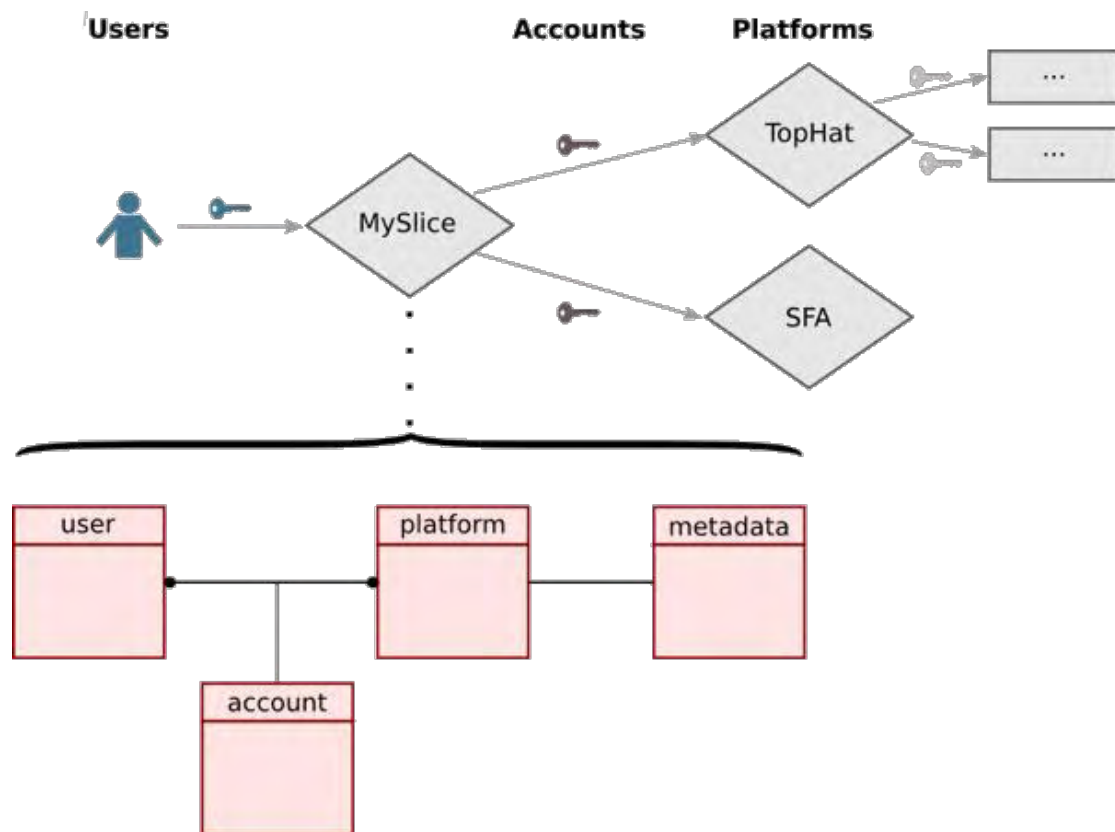 Users
Accounts
Platforms
...
TopHat
...
MySlice
SFA
user
platform
metadata
account